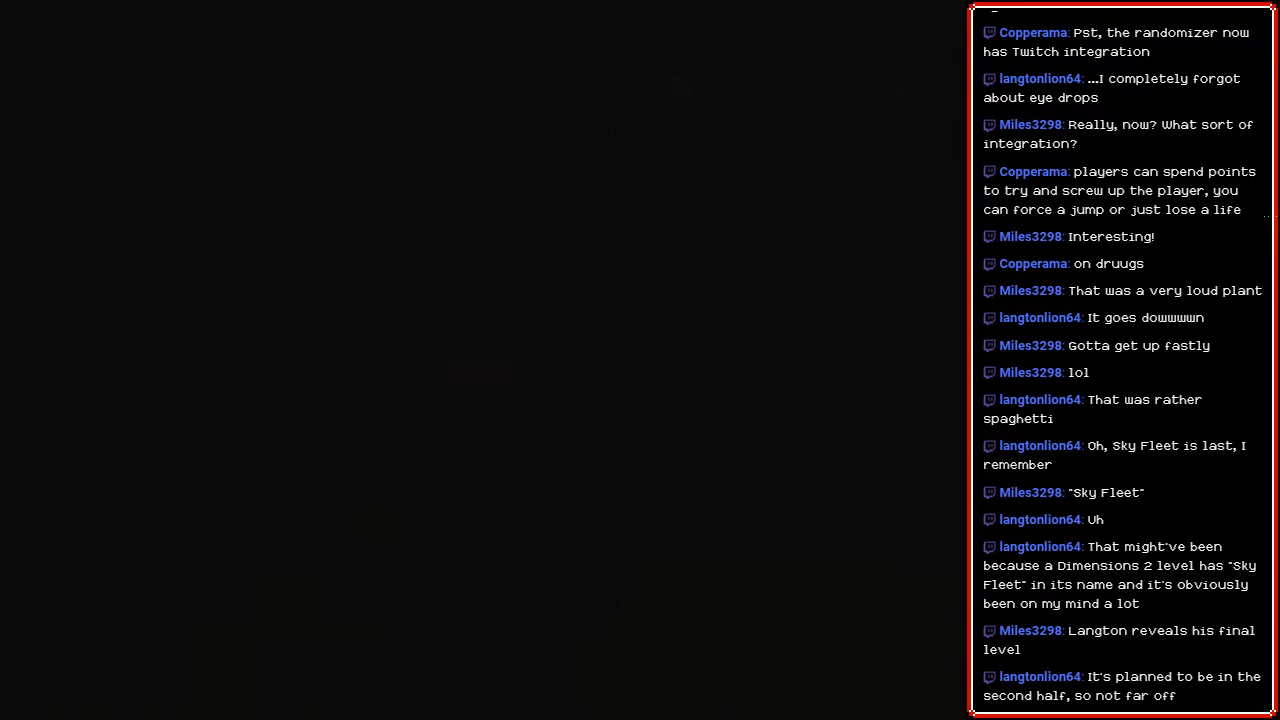 Copperama: Pst, the randomizer now
has Twitch integration
langtonlion64: ...I completely forgot
about eye drops
Miles3298: Really, now? What sort of
integration?
Copperama: players can spend points
to try and screw up the player, you
can force a jump or just lose a life
Miles3298: Interesting!
Copperama: on druugs
Miles3298: That was a very loud plant
langtonlion64: It goes dowwwwn
Miles3298: Gotta get up fastly
Miles3298: lol
langtonlion64: That was rather
spaghetti
langtonlion64: Oh, Sky Fleet is last, I
remember
Miles3298: "Sky Fleet"
langtonlion64: Uh
langtonlion64: That might've been
because a Dimensions 2 level has "Sky
Fleet" in its name and it's obviously
been on my mind a lot
Miles3298: Langton reveals his final
level
langtonlion64: It's planned to be in the
second half, so not far off